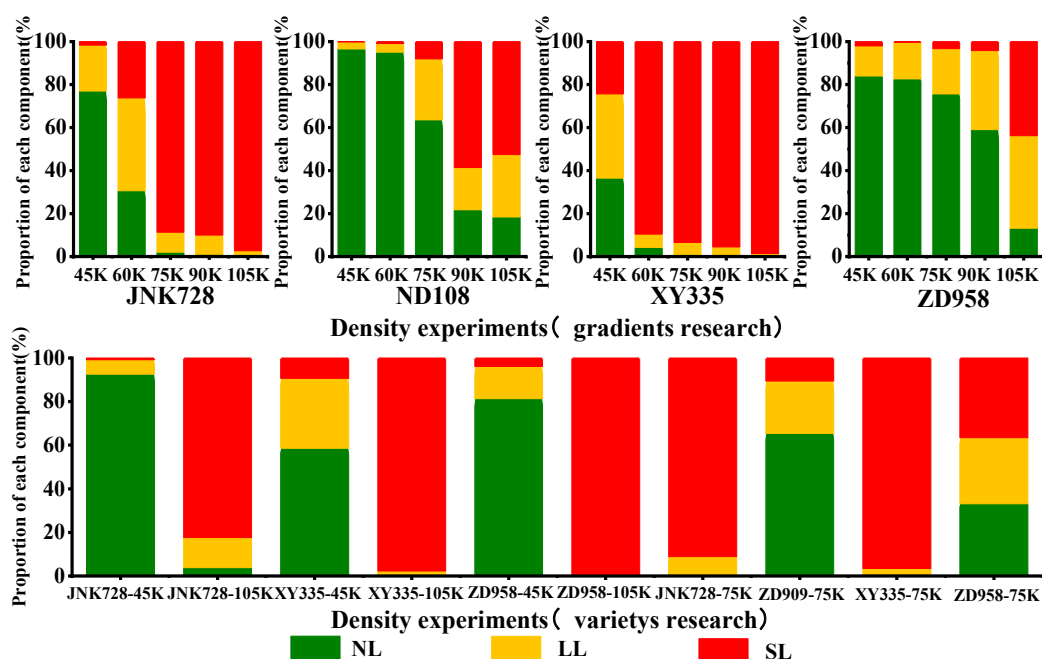 Proportion of each component(%
100
80
60
40
20
0
45K 60K 75K 90K 105K
JNK728
Proportion of each component(%
100
80
60
40
20
0
45K 60K 75K 90K 105K
ND108
Proportion of each component(%
100
80
60
40
20
0
45K 60K 75K 90K 105K
XY335
Proportion of each component(%
100
80
60
40
20
0
45K 60K 75K 90K 105K
ZD958
Density experiments( gradients research)
Proportion of each component(%)
100
80
60
40
20
0
JNK728-45K JNK728-105K XY335-45K XY335-105K ZD958-45K ZD958-105K JNK728-75K ZD909-75K XY335-75K ZD958-75K
Density experiments( varietys research)
NL LL SL